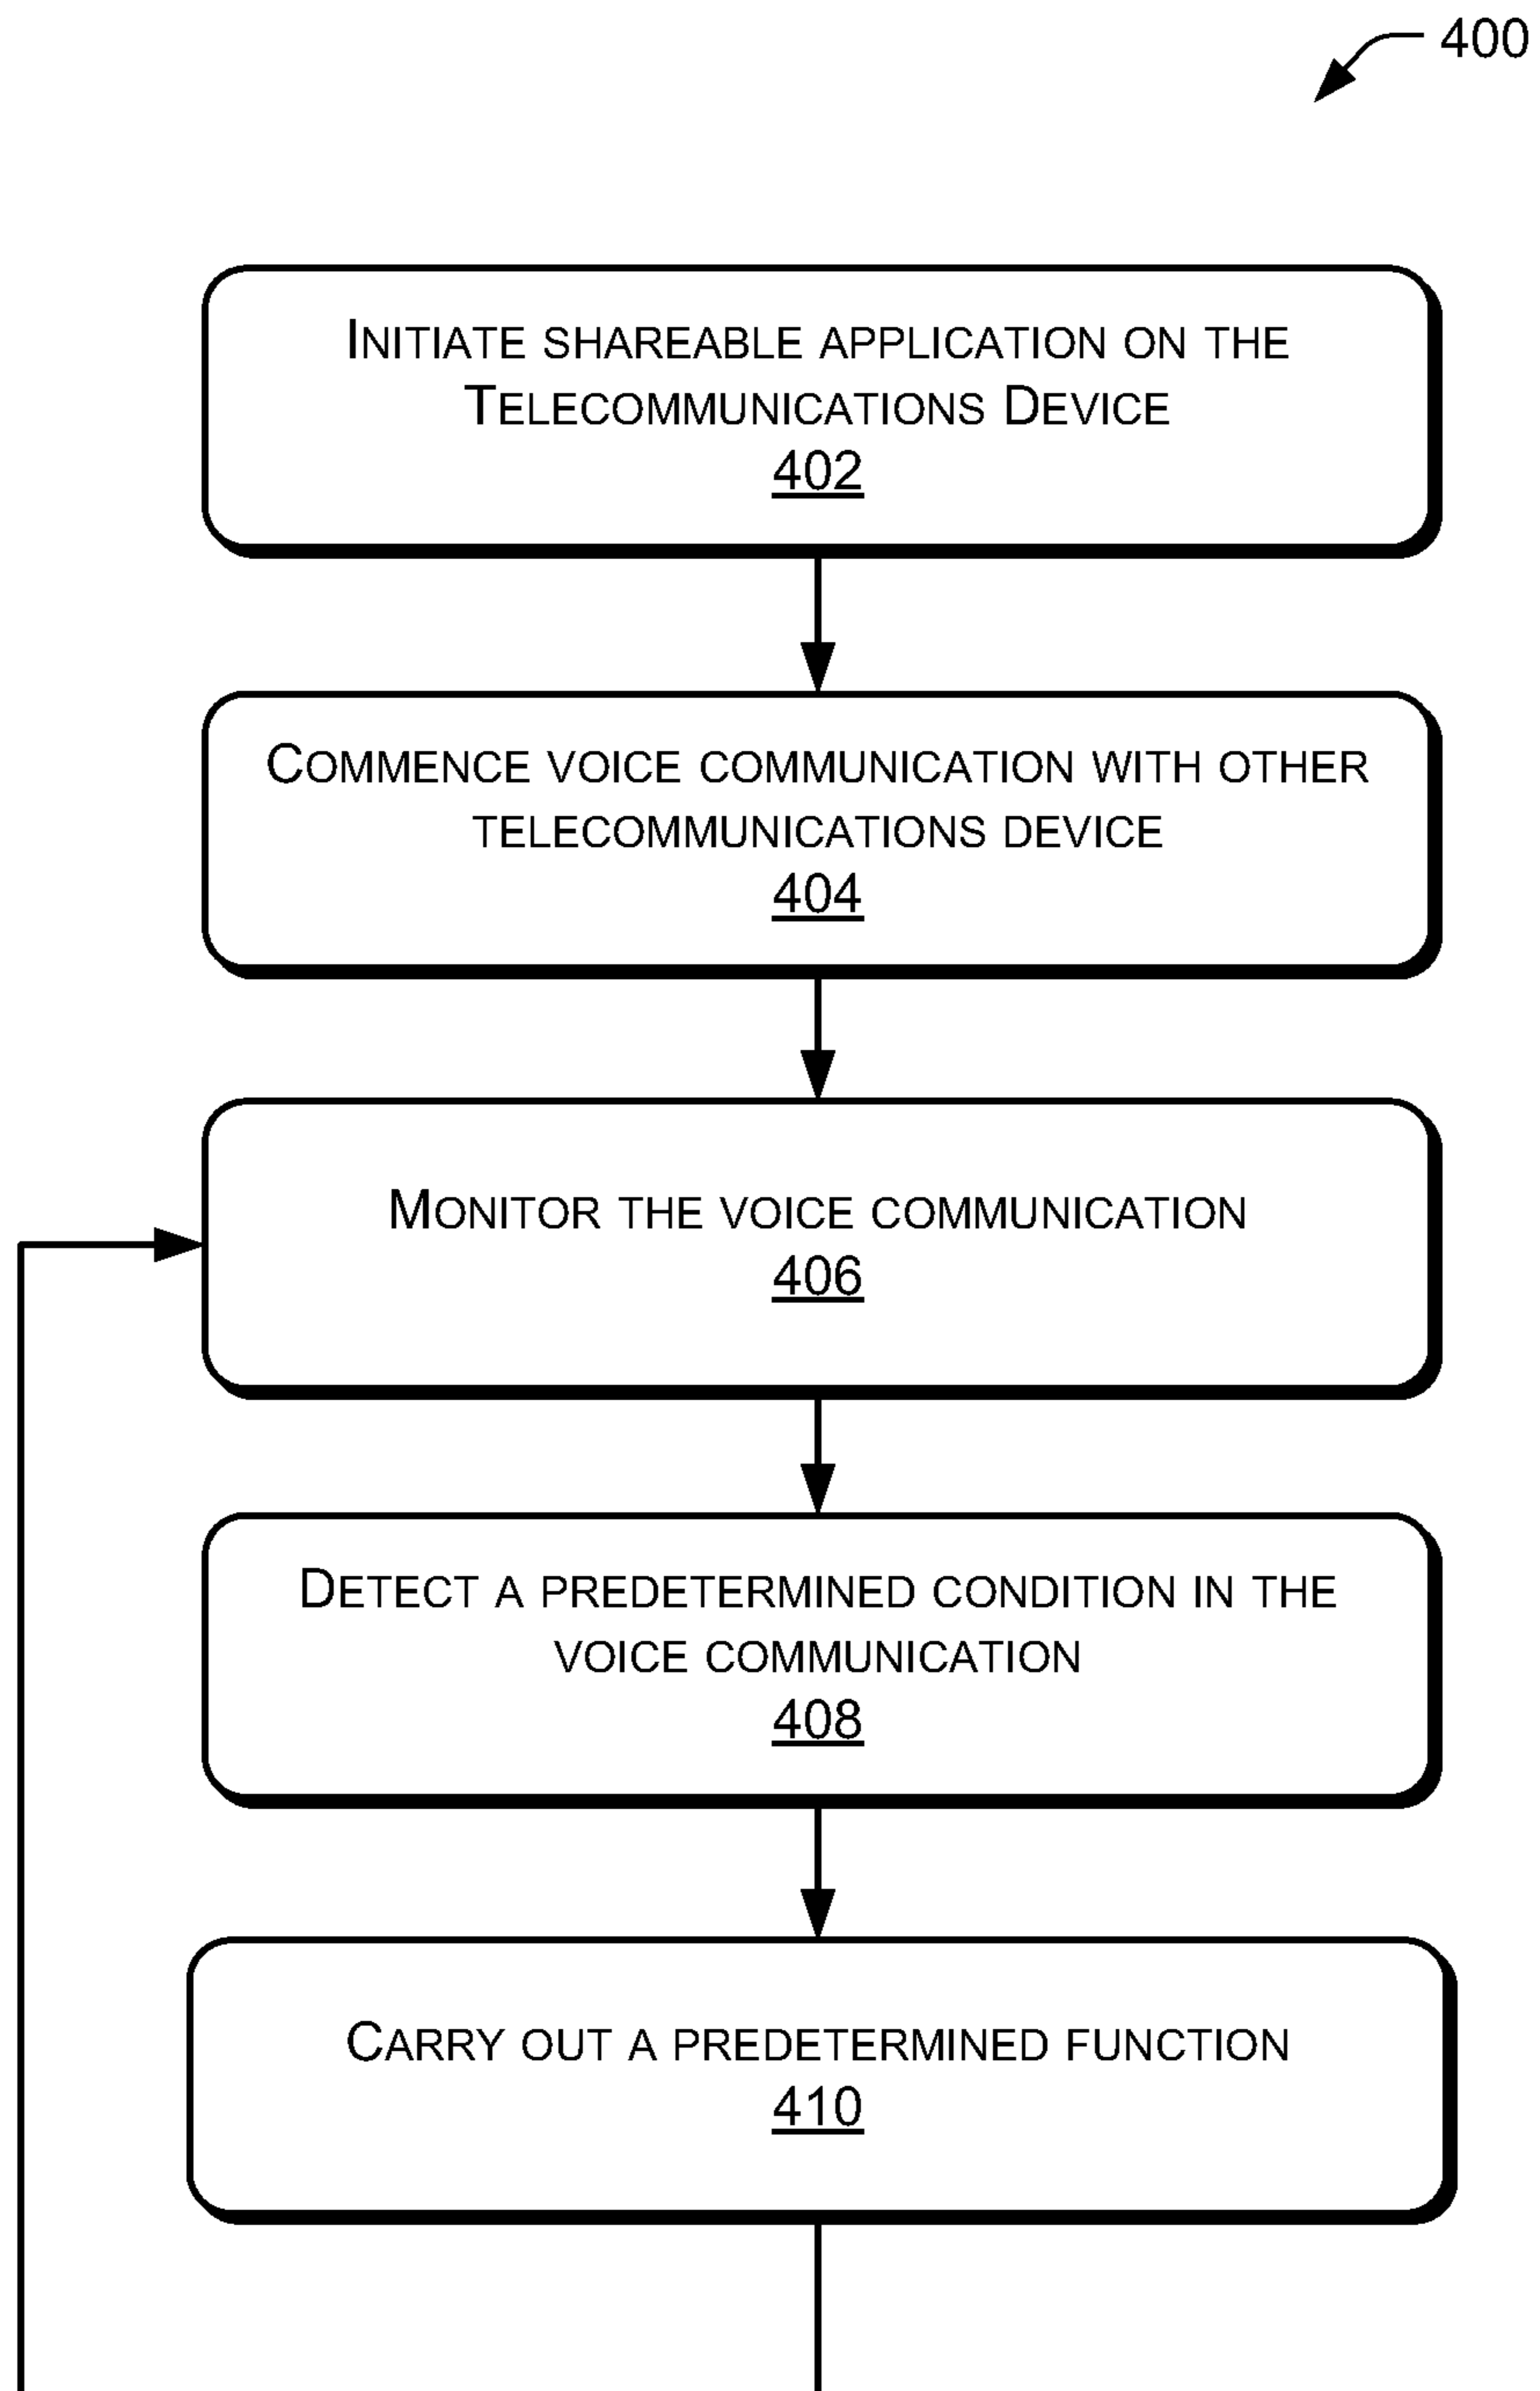 400
Initiate shareable application on the
Telecommunications Device
402
Commence voice communication with other
telecommunications device
404
Monitor the voice communication
406
Detect a predetermined condition in the
voice communication
408
Carry out a predetermined function
410